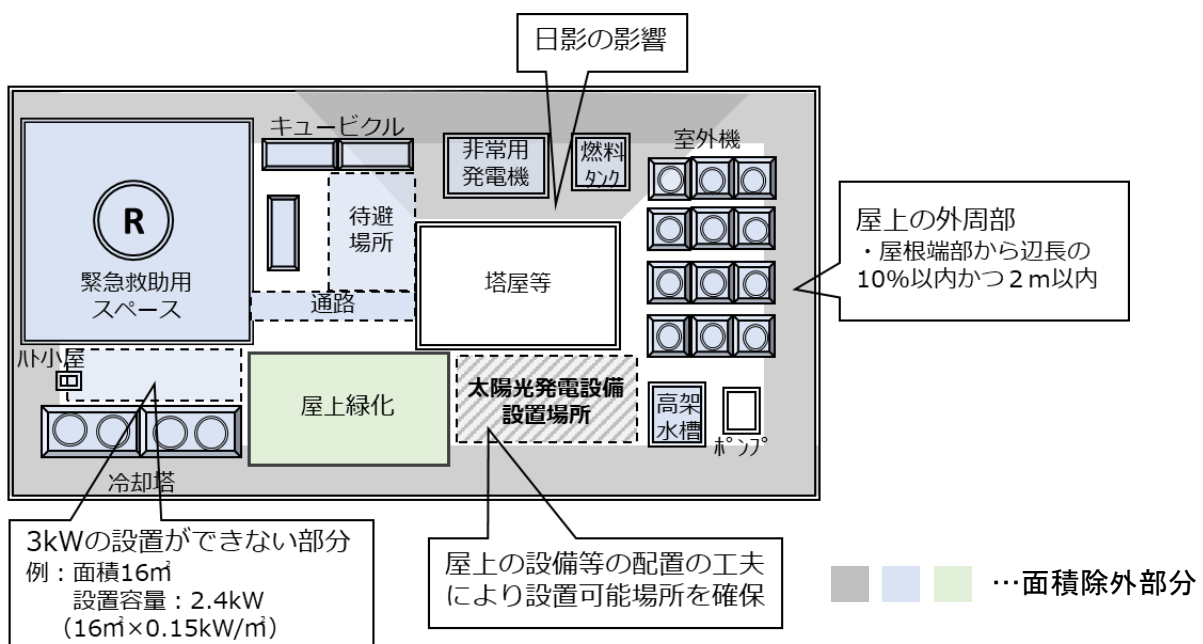 日影の影響
キュービクル
非常用
発電機
燃料
ﾀﾝｸ
室外機
R
緊急救助用
スペース
待避
場所
通路
塔屋等
屋上の外周部
・屋根端部から辺長の
10%以内かつ２ｍ以内
ﾊﾄ小屋
屋上緑化
太陽光発電設備
設置場所
高架
水槽
ﾎﾟﾝﾌﾟ
冷却塔
3kWの設置ができない部分
例：面積16㎡
設置容量：2.4kW
（16㎡×0.15kW/㎡）
屋上の設備等の配置の工夫
により設置可能場所を確保
…面積除外部分